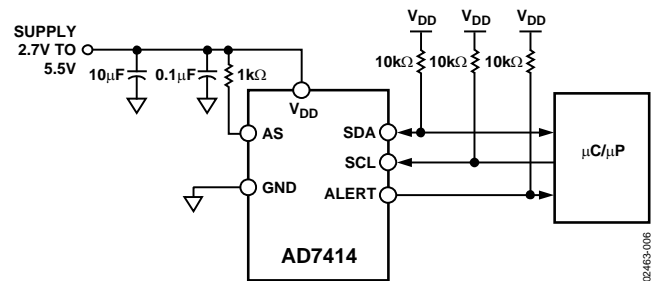 SUPPLY
2.7V TO
5.5V
10μF
0.1μF
1kΩ
VDD
VDD
VDD
VDD
10kΩ
10kΩ
10kΩ
AS
GND
SDA
SCL
ALERT
AD7414
μC/μP
02463-006